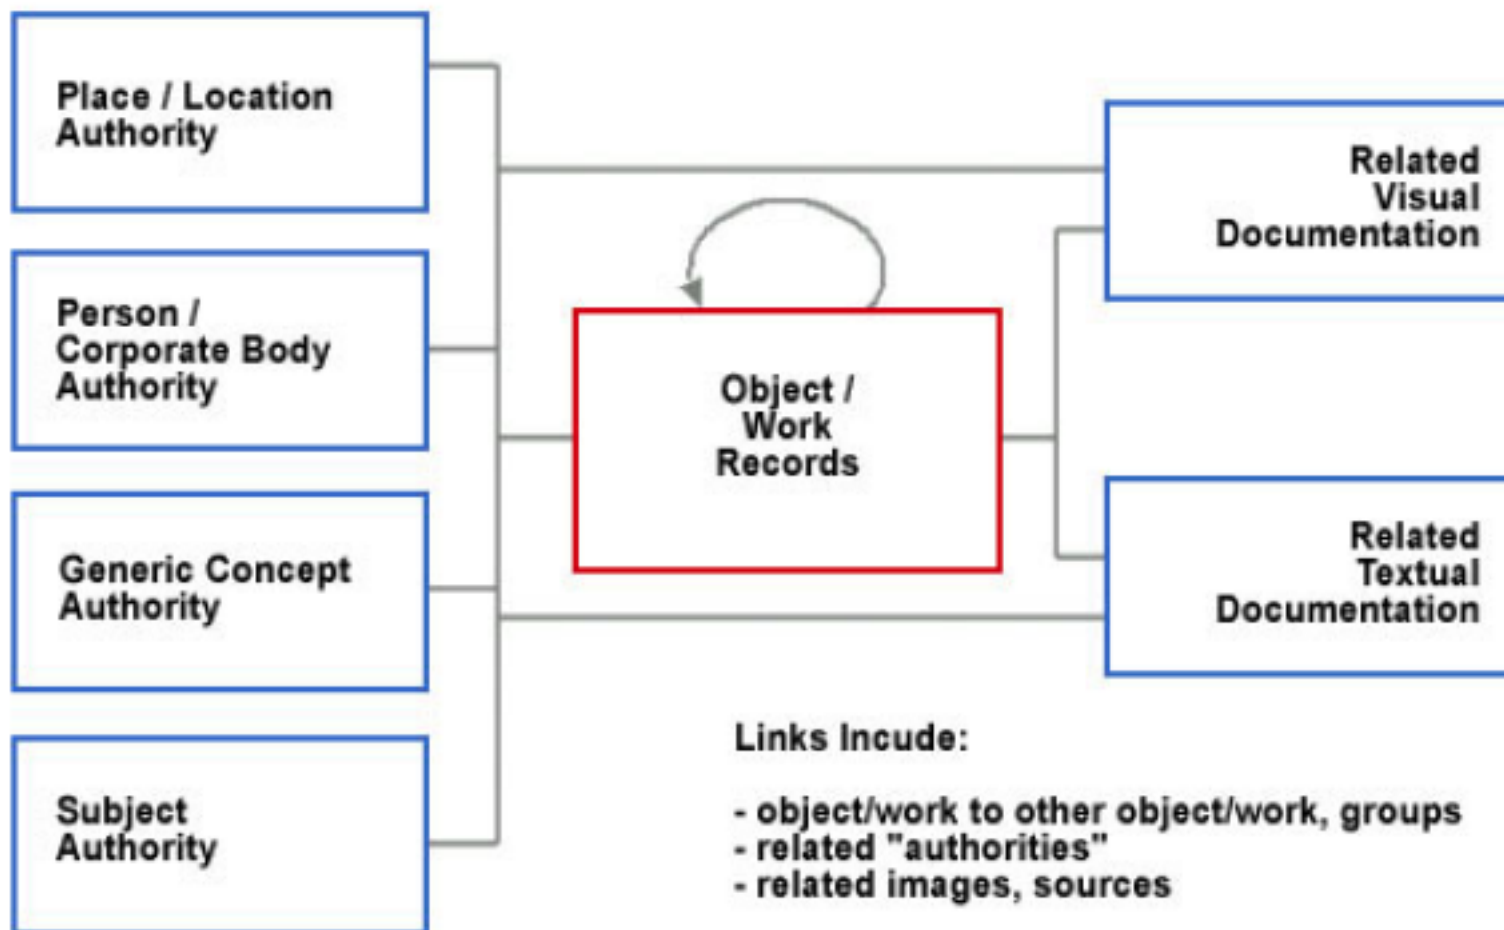 Place / Location
Authority
Person /
Corporate Body
Authority
Generic Concept
Authority
Subject
Authority
Object /
Work
Records
Related
Visual
Documentation
Related
Textual
Documentation
Links Incude:
- object/work to other object/work, groups
- related "authorities"
- related images, sources